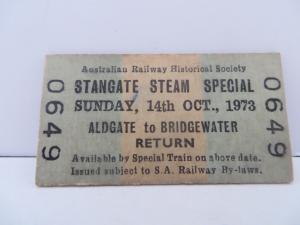 Australian Railway Historical Society
STANGATE STEAM SPECIAL
SUNDAY, 14th OCT., 1973
ALDGATE to BRIDGEWATER
RETURN
Available by Special Train on above date.
Issued subject to S.A. Railway By-laws.
0649
0649